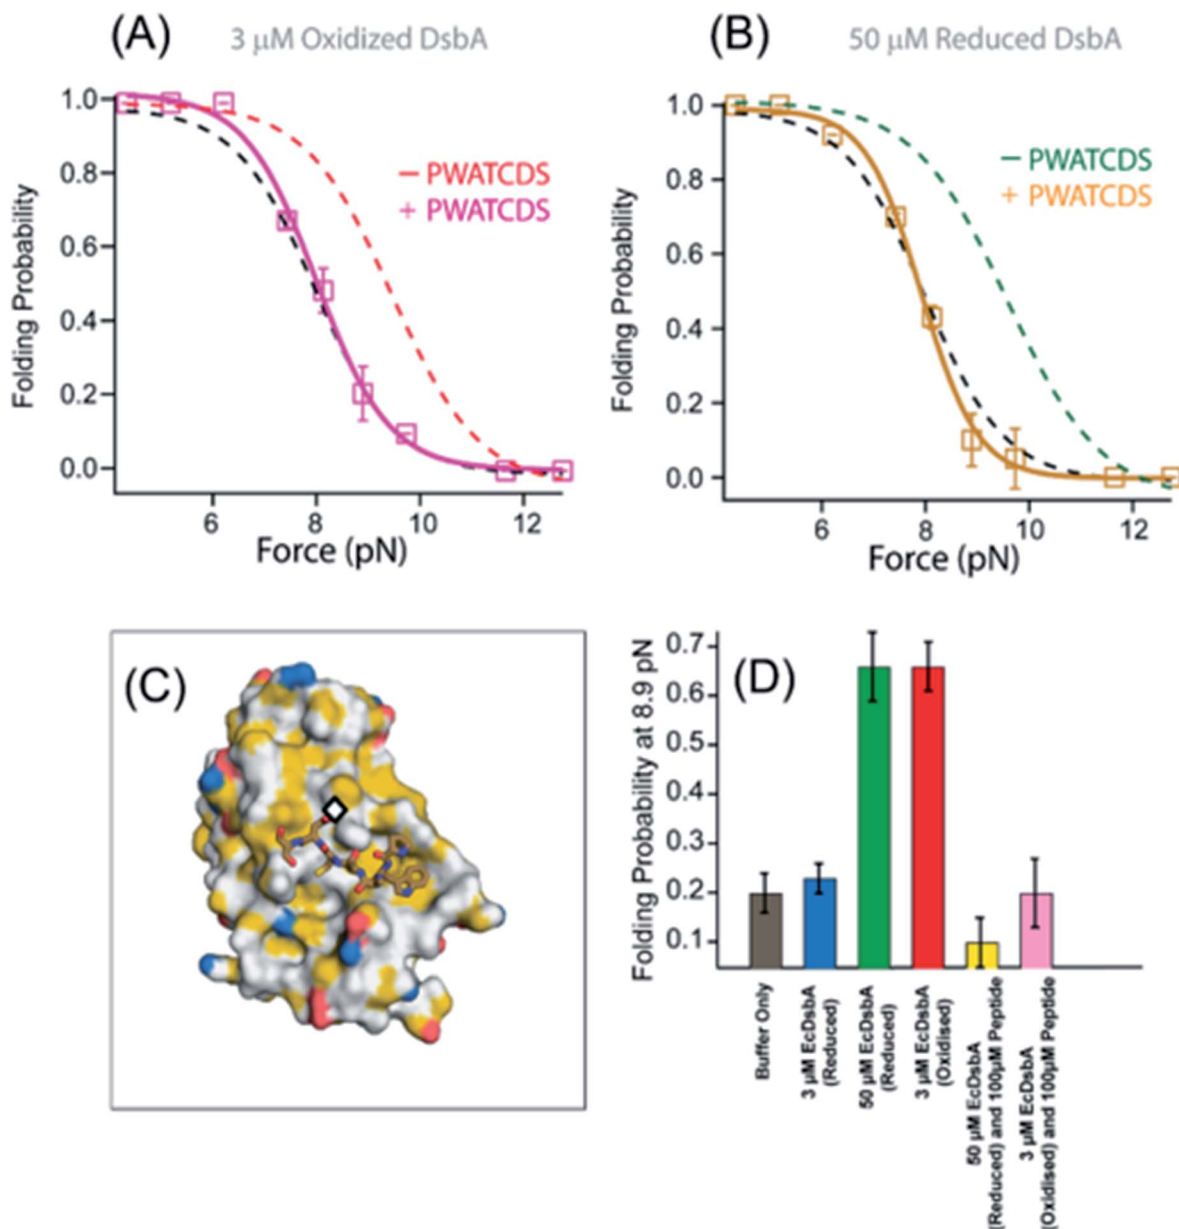 (A) 3 μM Oxidized DsbA
1.0
0.8
0.6
0.4
0.2
0.0
Folding Probability
− PWATCDS
+ PWATCDS
6 8 10 12
Force (pN)
(B) 50 μM Reduced DsbA
1.0
0.8
0.6
0.4
0.2
0.0
Folding Probability
− PWATCDS
+ PWATCDS
6 8 10 12
Force (pN)
(C)
(D)
Folding Probability at 8.9 pN
0.7
0.6
0.5
0.4
0.3
0.2
0.1
Buffer Only
3 μM EcDsbA
(Reduced)
50 μM EcDsbA
(Reduced)
3 μM EcDsbA
(Oxidised)
50 μM EcDsbA
(Reduced) and 100μM Peptide
3 μM EcDsbA
(Oxidised) and 100μM Peptide